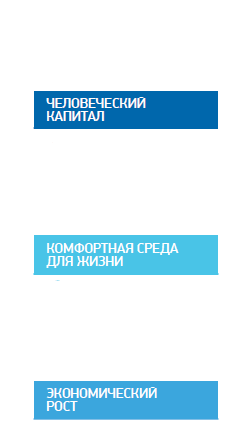 ЧЕЛОВЕЧЕСКИЙ
КАПИТАЛ
КОМФОРТНАЯ СРЕДА
ДЛЯ ЖИЗНИ
ЭКОНОМИЧЕСКИЙ
РОСТ